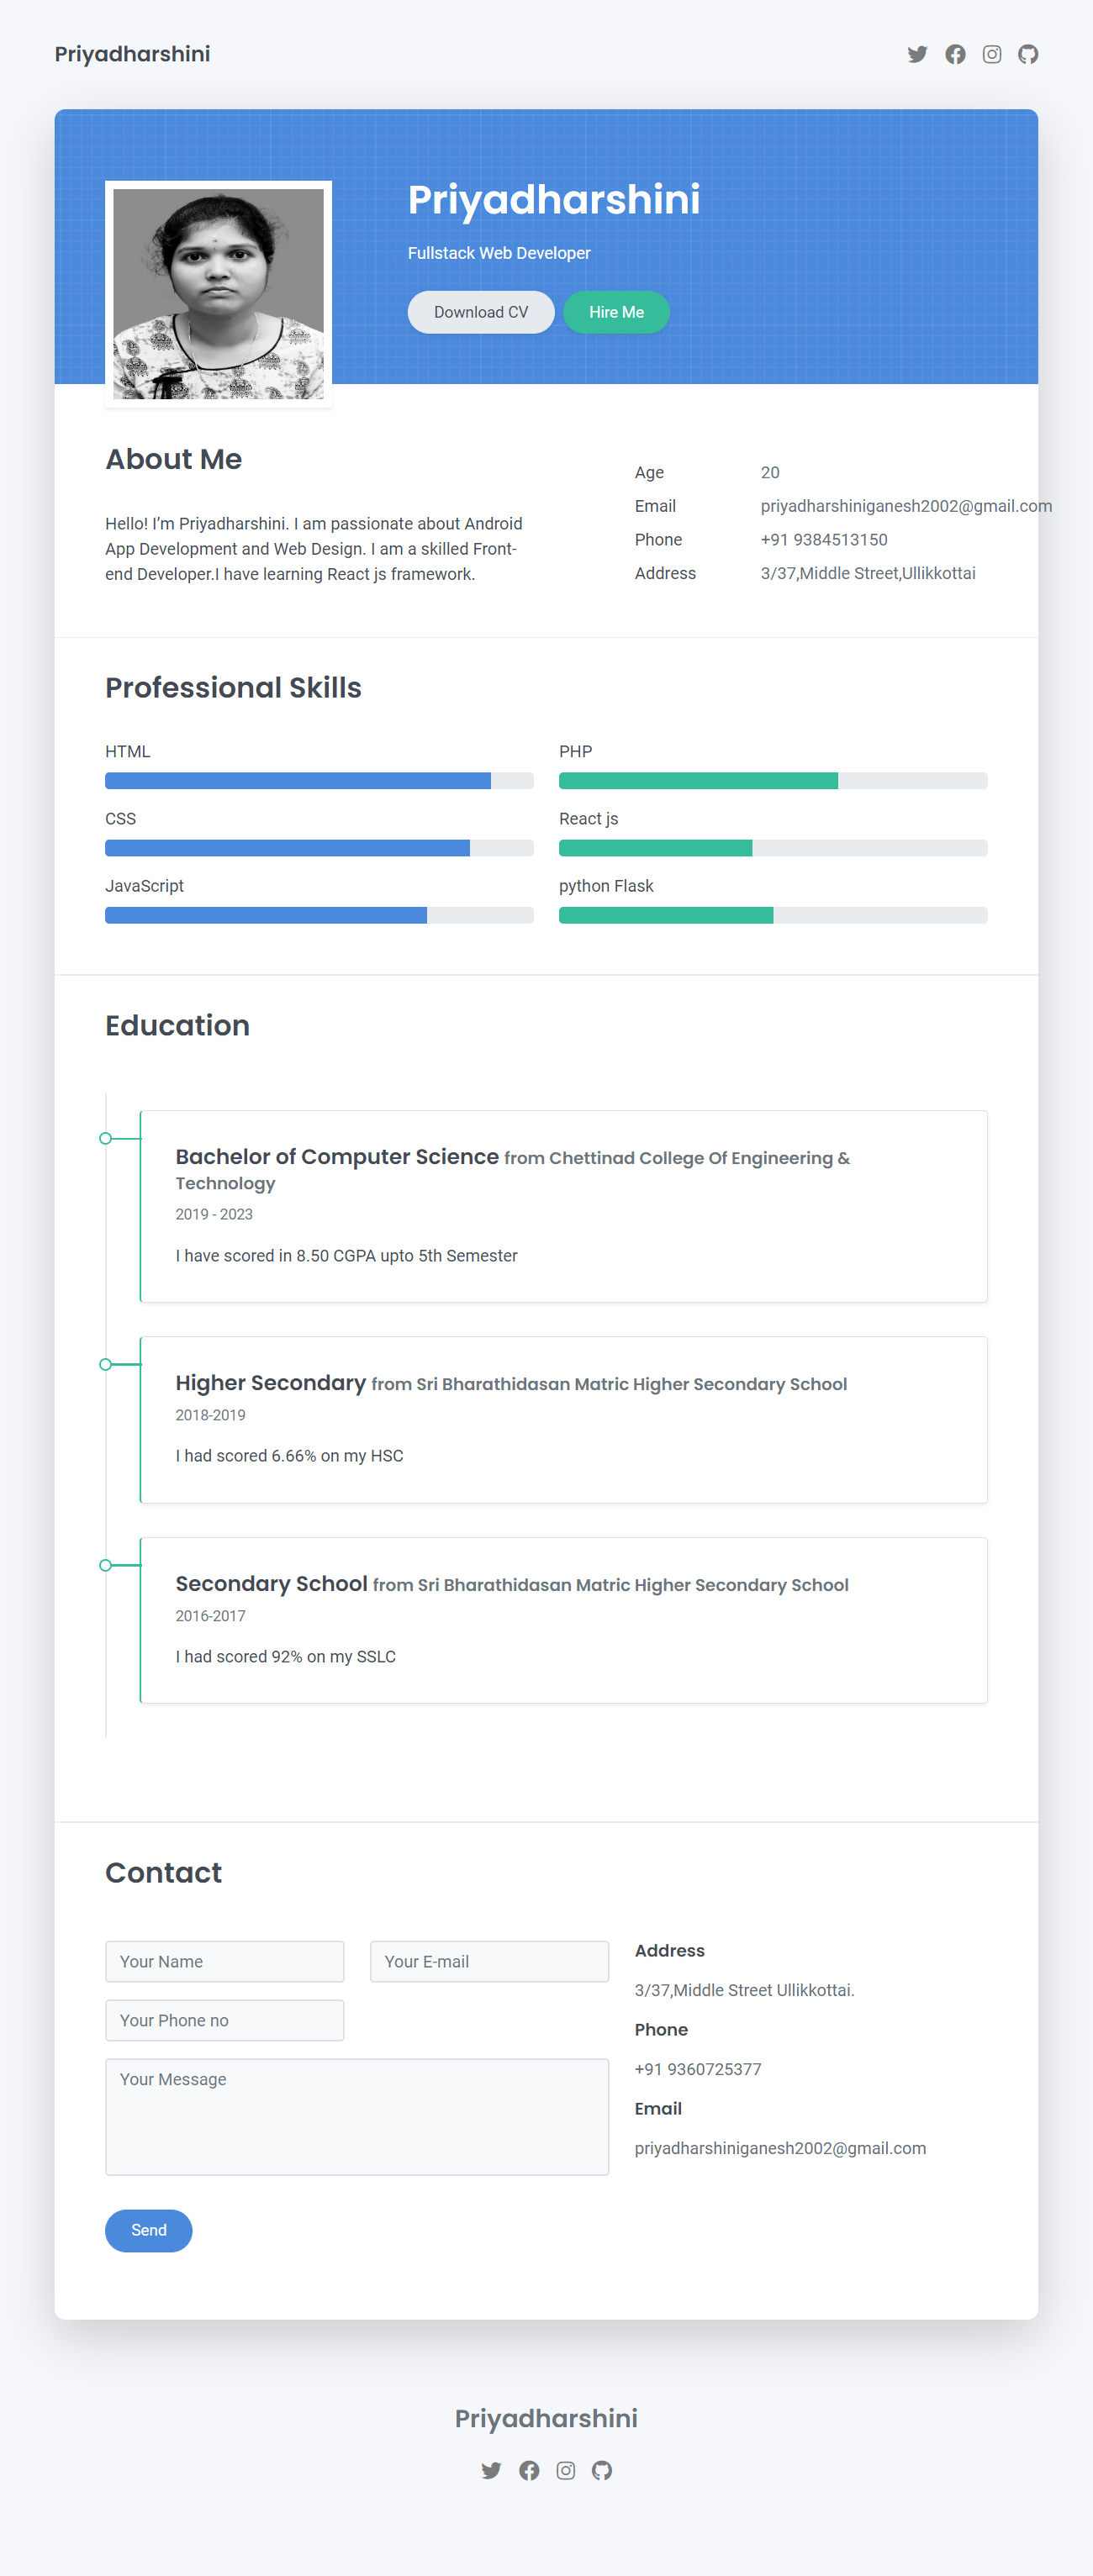 Priyadharshini
Priyadharshini
Fullstack Web Developer
Download CV
Hire Me
About Me
Hello! I’m Priyadharshini. I am passionate about Android
App Development and Web Design. I am a skilled Front-
end Developer.I have learning React js framework.
Age 20
Email priyadharshiniganesh2002@gmail.com
Phone +91 9384513150
Address 3/37,Middle Street,Ullikkottai
Professional Skills
HTML
PHP
CSS
React js
JavaScript
python Flask
Education
Bachelor of Computer Science from Chettinad College Of Engineering &
Technology
2019 - 2023
I have scored in 8.50 CGPA upto 5th Semester
Higher Secondary from Sri Bharathidasan Matric Higher Secondary School
2018-2019
I had scored 6.66% on my HSC
Secondary School from Sri Bharathidasan Matric Higher Secondary School
2016-2017
I had scored 92% on my SSLC
Contact
Your Name
Your E-mail
Your Phone no
Your Message
Send
Address
3/37,Middle Street Ullikkottai.
Phone
+91 9360725377
Email
priyadharshiniganesh2002@gmail.com
Priyadharshini